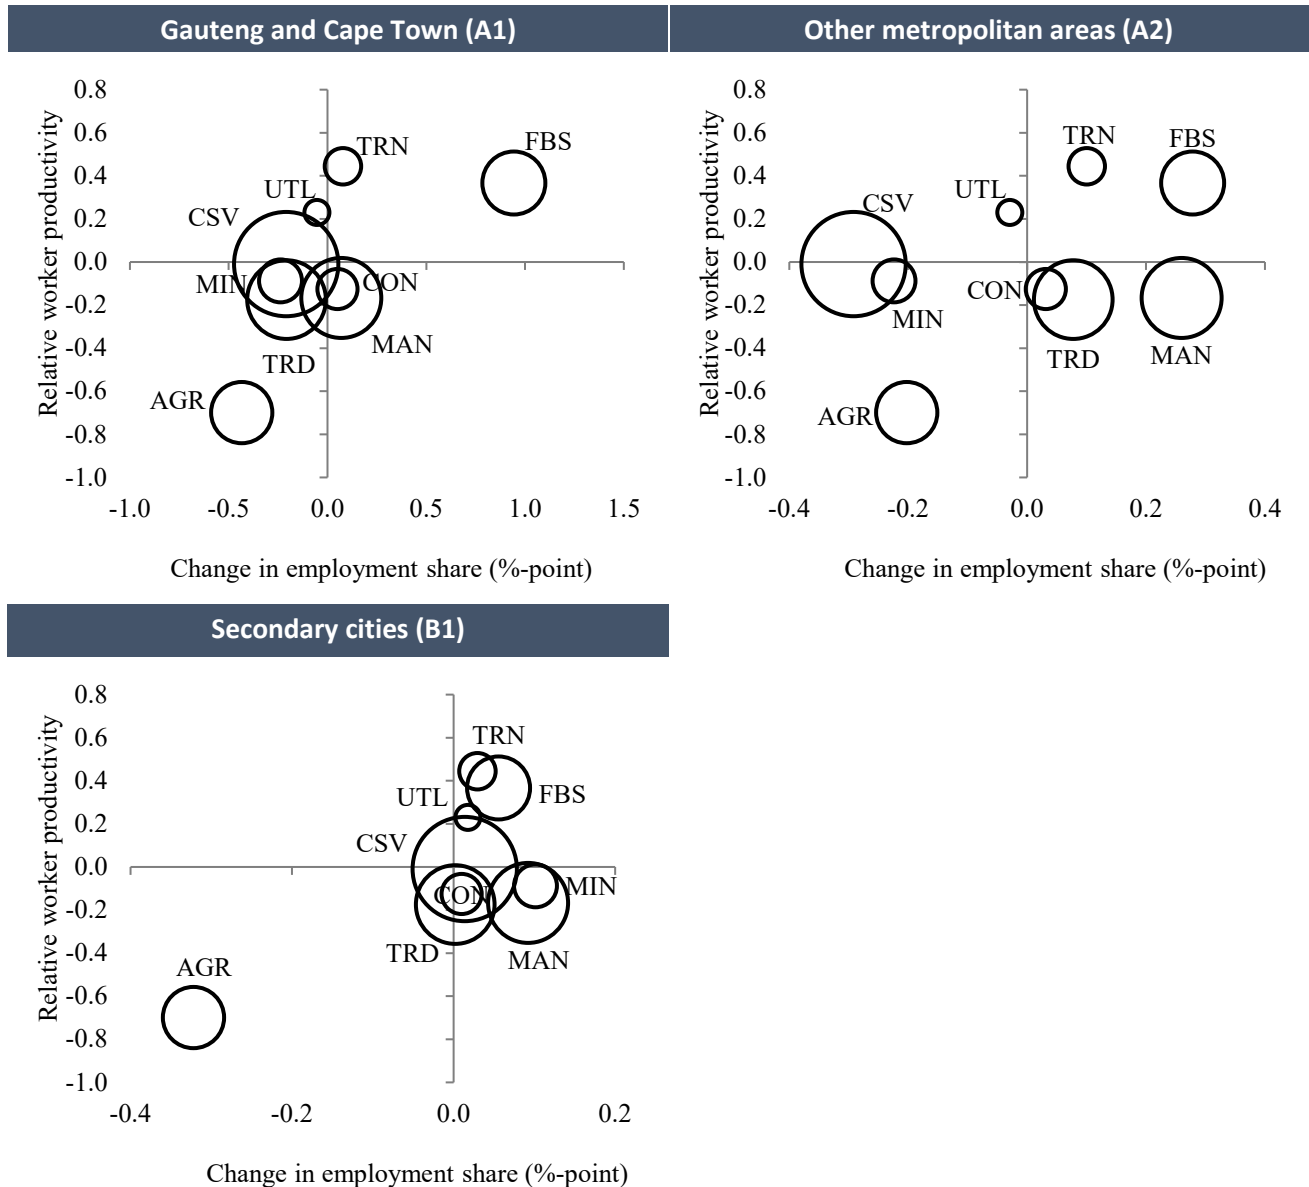 Gauteng and Cape Town (A1)
Relative worker productivity
0.8
0.6
0.4
0.2
0.0
-0.2
-0.4
-0.6
-0.8
-1.0
TRN
FBS
UTL
CSV
MIN
CON
TRD
MAN
AGR
-1.0 -0.5 0.0 0.5 1.0 1.5
Change in employment share (%-point)
Other metropolitan areas (A2)
Relative worker productivity
0.8
0.6
0.4
0.2
0.0
-0.2
-0.4
-0.6
-0.8
-1.0
TRN
FBS
UTL
CSV
CON
MIN
TRD
MAN
AGR
-0.4 -0.2 0.0 0.2 0.4
Change in employment share (%-point)
Secondary cities (B1)
Relative worker productivity
0.8
0.6
0.4
0.2
0.0
-0.2
-0.4
-0.6
-0.8
-1.0
TRN
FBS
UTL
CSV
MIN
CON
TRD
MAN
AGR
-0.4 -0.2 0.0 0.2
Change in employment share (%-point)